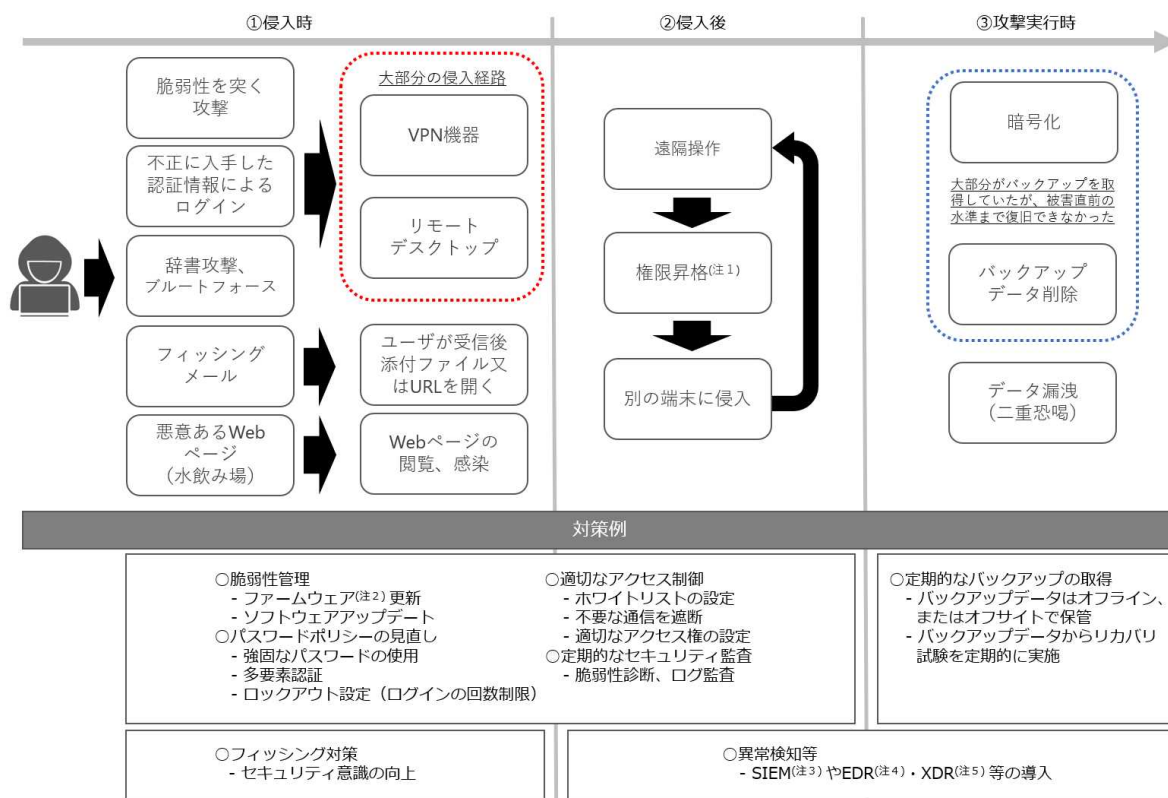 ①侵入時
②侵入後
③攻撃実行時
脆弱性を突く
攻撃
不正に入手した
認証情報による
ログイン
辞書攻撃、
ブルートフォース
フィッシング
メール
悪意あるWeb
ページ
（水飲み場）
大部分の侵入経路
VPN機器
リモート
デスクトップ
ユーザが受信後
添付ファイル又
はURLを開く
Webページの
閲覧、感染
遠隔操作
権限昇格(注1)
別の端末に侵入
暗号化
大部分がバックアップを取
得していたが、被害直前の
水準まで復旧できなかった
バックアップ
データ削除
データ漏洩
(二重恐喝)
対策例
○脆弱性管理
- ファームウェア(注2) 更新
- ソフトウェアアップデート
○パスワードポリシーの見直し
- 強固なパスワードの使用
- 多要素認証
- ロックアウト設定（ログインの回数制限）
○適切なアクセス制御
- ホワイトリストの設定
- 不要な通信を遮断
- 適切なアクセス権の設定
○定期的なセキュリティ監査
- 脆弱性診断、ログ監査
○定期的なバックアップの取得
- バックアップデータはオフライン、
またはオフサイトで保管
- バックアップデータからリカバリ
試験を定期的に実施
○フィッシング対策
- セキュリティ意識の向上
○異常検知等
- SIEM(注3) やEDR(注4)・XDR(注5) 等の導入